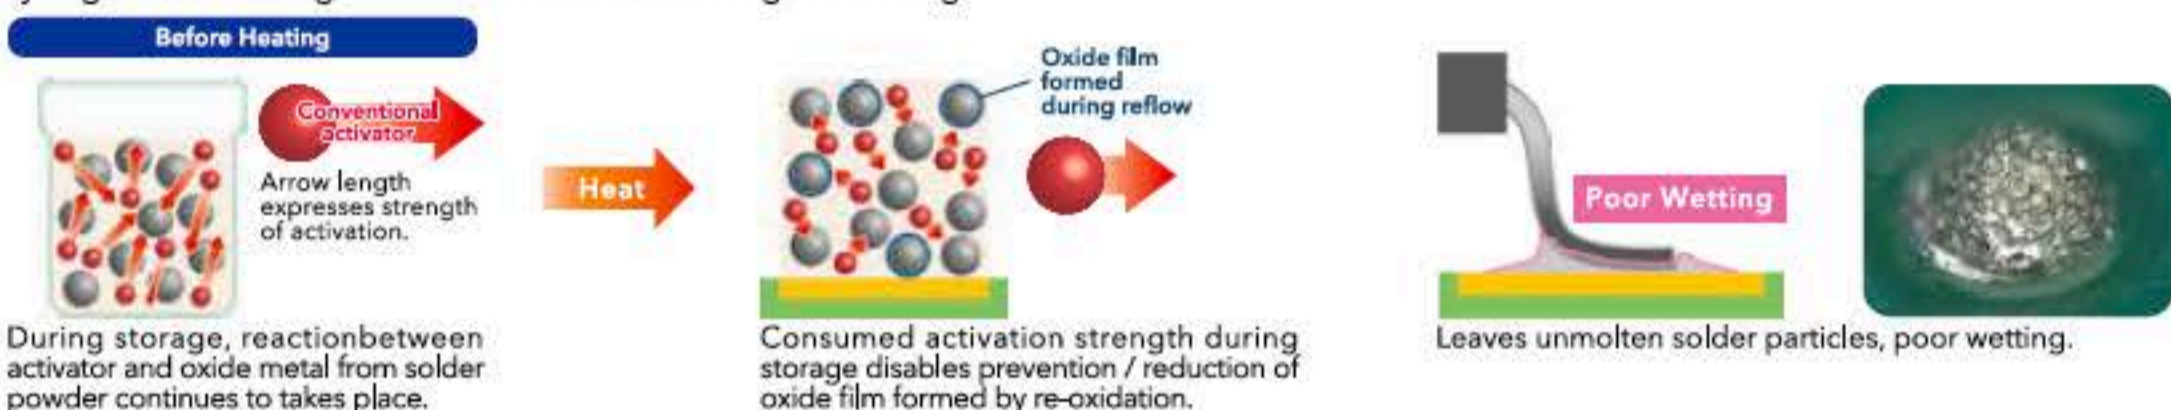 Before Heating
Conventional
activator
Arrow length
expresses strength
of activation.
During storage, reactionbetween
activator and oxide metal from solder
powder continues to takes place.
Heat
Oxide film
formed
during reflow
Consumed activation strength during
storage disables prevention / reduction of
oxide film formed by re-oxidation.
Poor Wetting
Leaves unmolten solder particles, poor wetting.